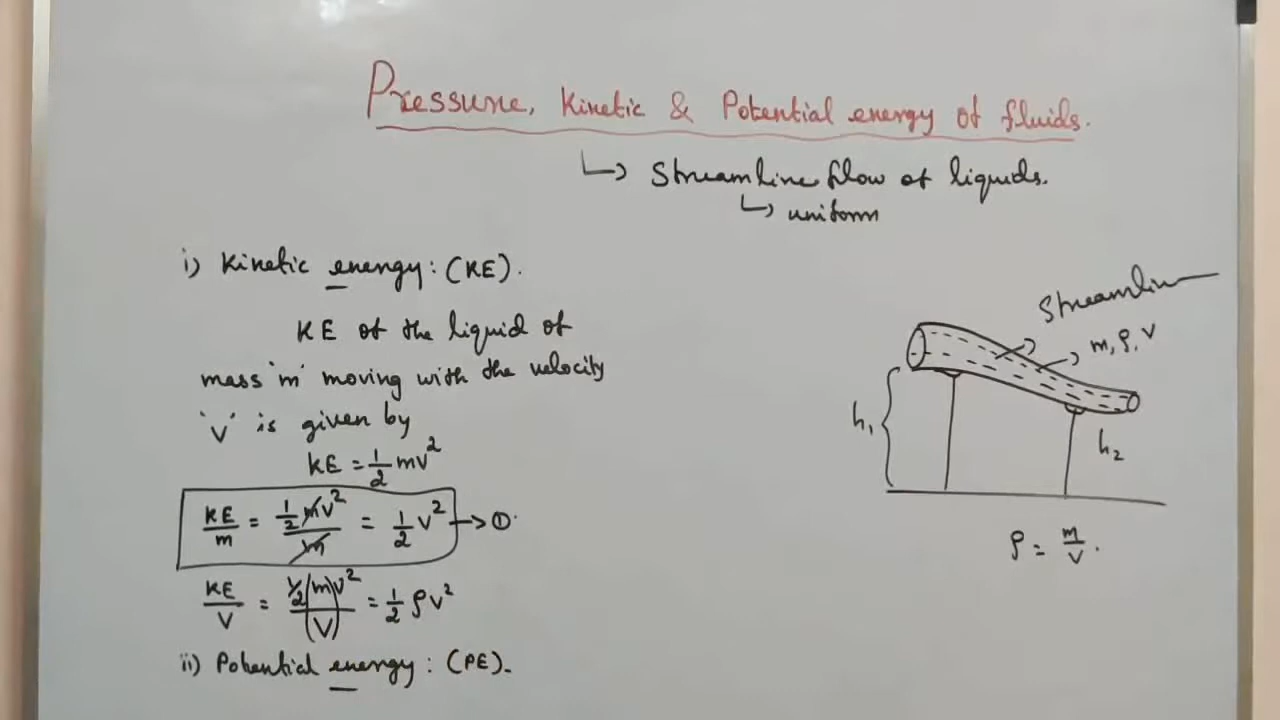 Pressure, Kinetic & Potential energy of fluids.
↳ Streamline flow of liquids.
↳ uniform
i) Kinetic energy: (KE).
KE of the liquid of
mass 'm' moving with the velocity
'v' is given by
KE = 1/2 mv²
KE/m = 1/2 mv²/m = 1/2 v² → ①.
KE/V = 1/2 (m) v²/(V) = 1/2 ρv²
ii) Potential energy: (PE).
Streamlin
m, ρ, V
h₁
h₂
ρ = m/V.